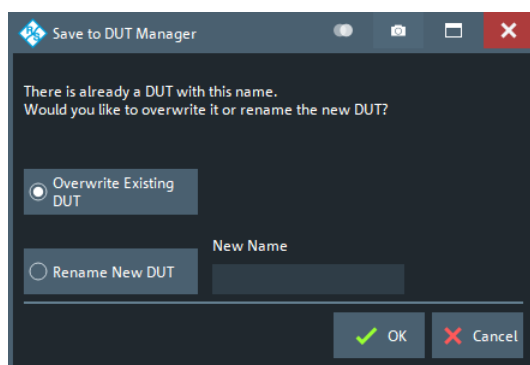 Save to DUT Manager
There is already a DUT with this name.
Would you like to overwrite it or rename the new DUT?
Overwrite Existing
DUT
New Name
Rename New DUT
OK
Cancel